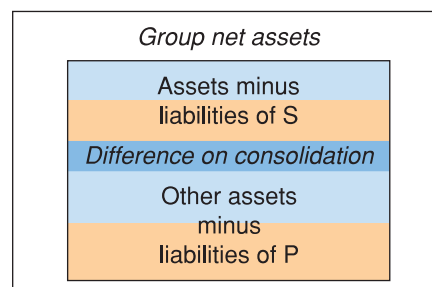 Group net assets
Assets minus
liabilities of S
Difference on consolidation
Other assets
minus
liabilities of P